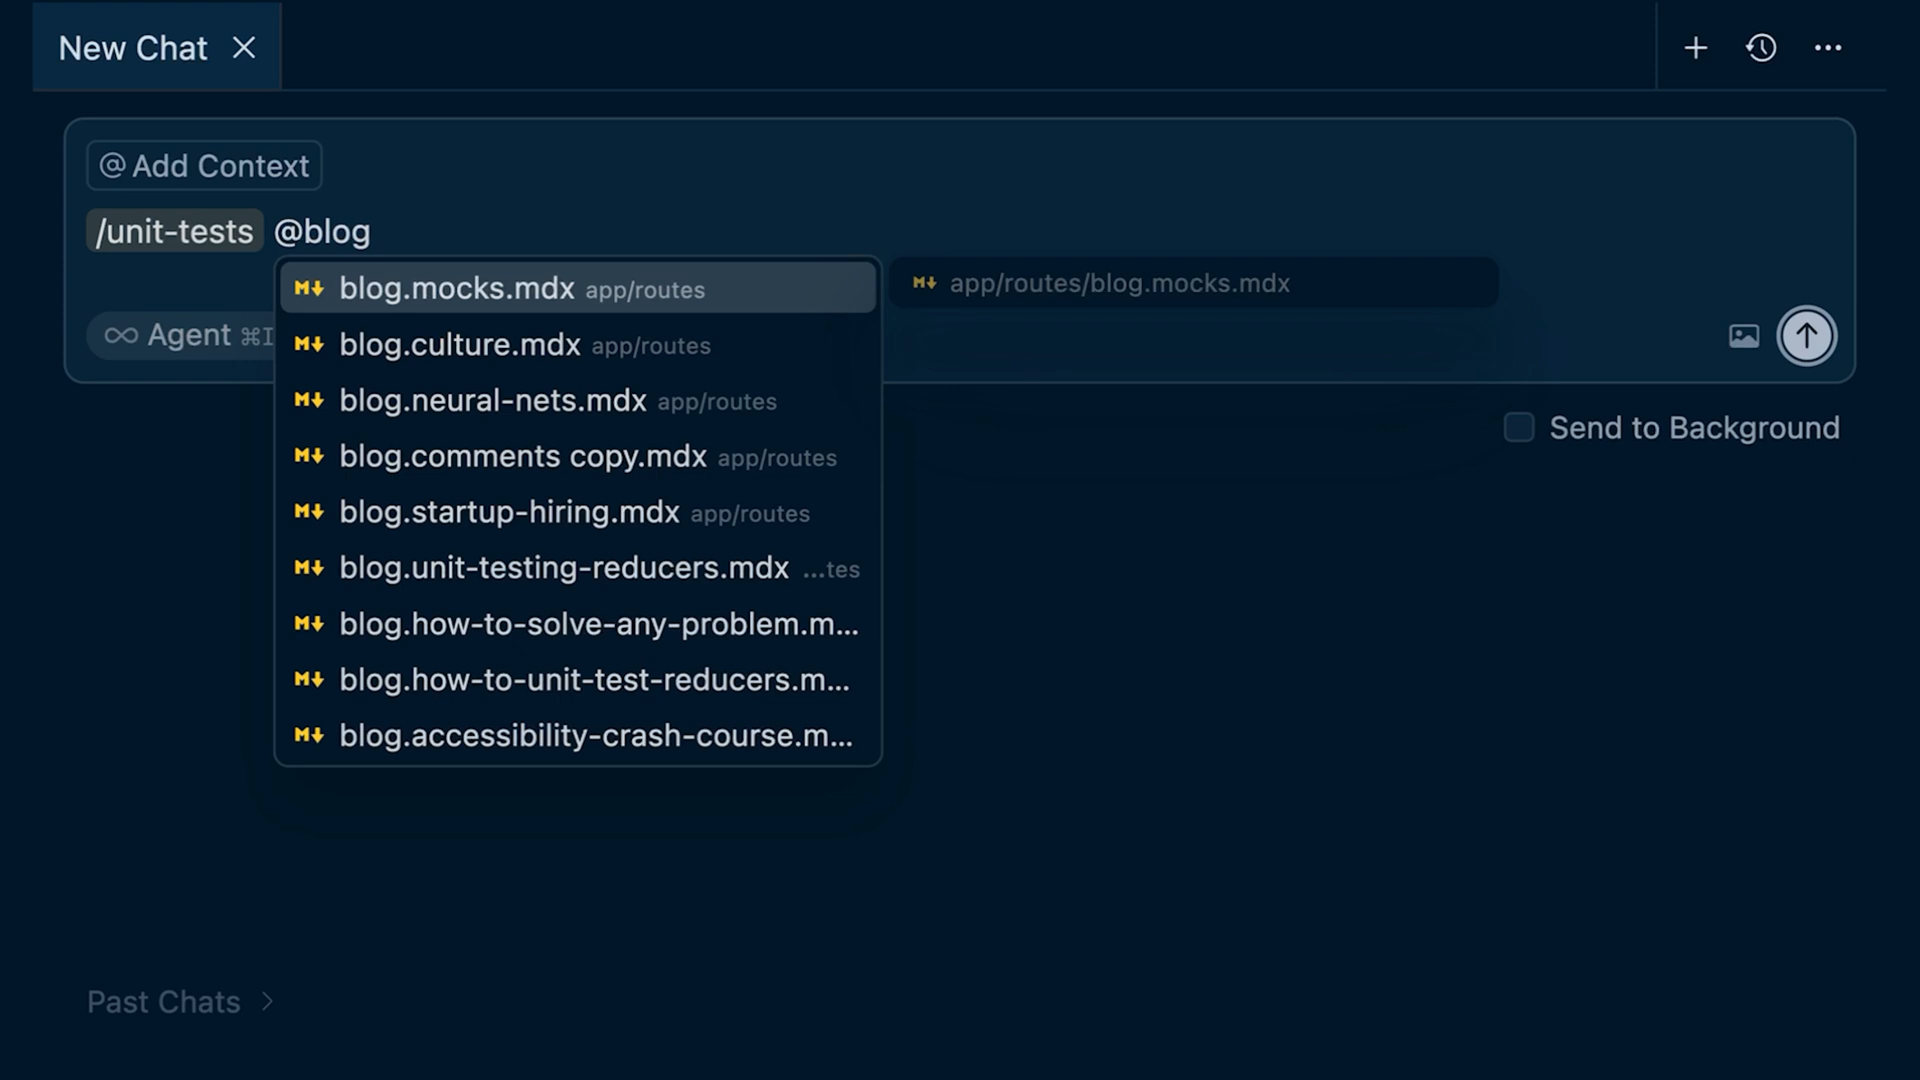 New Chat
@ Add Context
/unit-tests @blog
blog.mocks.mdx app/routes
app/routes/blog.mocks.mdx
Agent ⌘I
blog.culture.mdx app/routes
blog.neural-nets.mdx app/routes
blog.comments copy.mdx app/routes
Send to Background
blog.startup-hiring.mdx app/routes
blog.unit-testing-reducers.mdx ...tes
blog.how-to-solve-any-problem.m...
blog.how-to-unit-test-reducers.m...
blog.accessibility-crash-course.m...
Past Chats